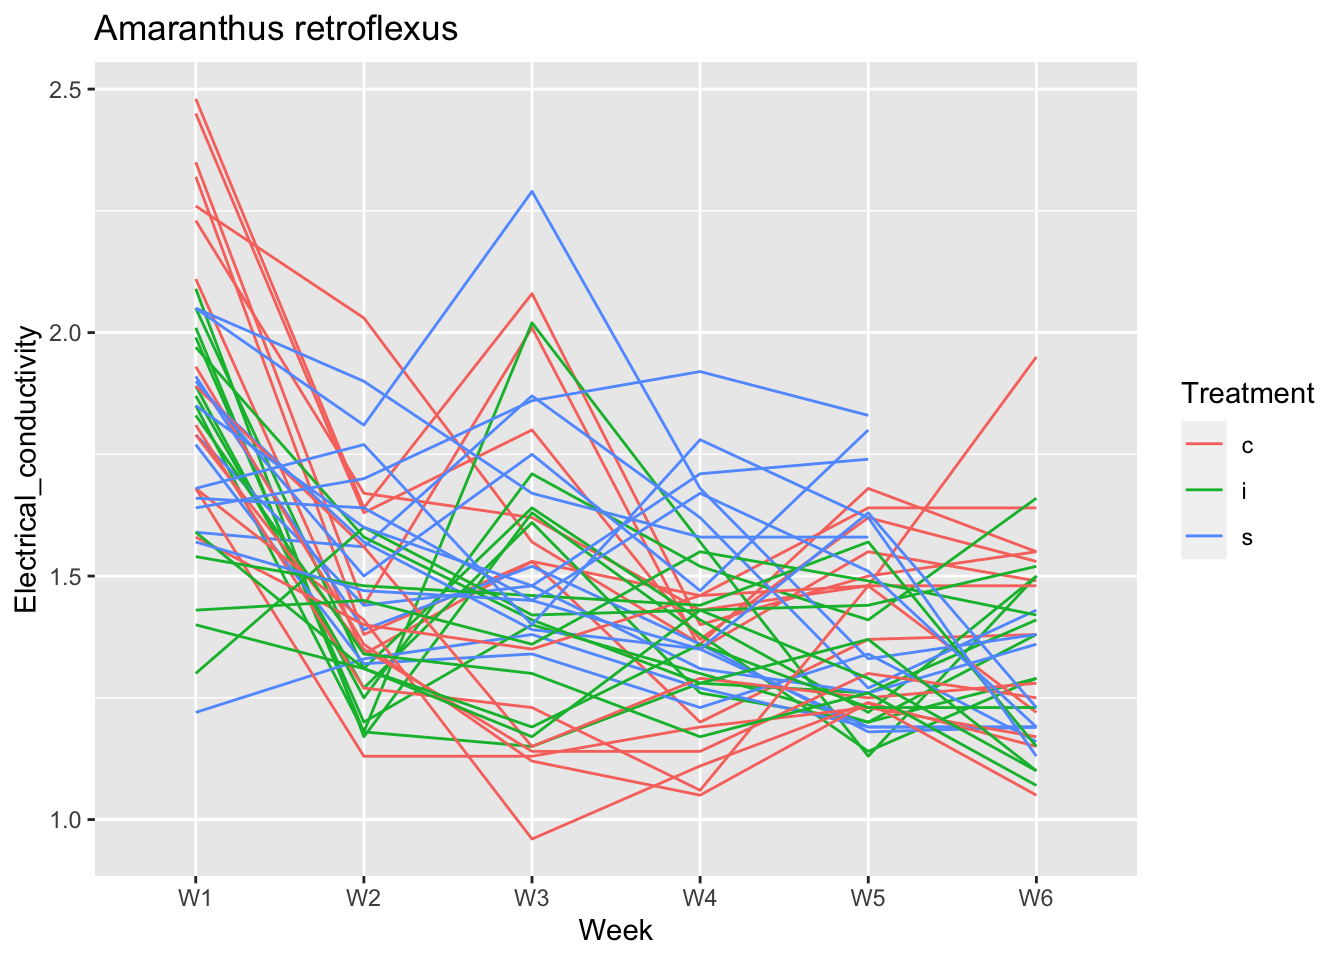 Amaranthus retroflexus
2.5
2.0
1.5
1.0
Electrical_conductivity
W1 W2 W3 W4 W5 W6
Week
Treatment
c
i
s